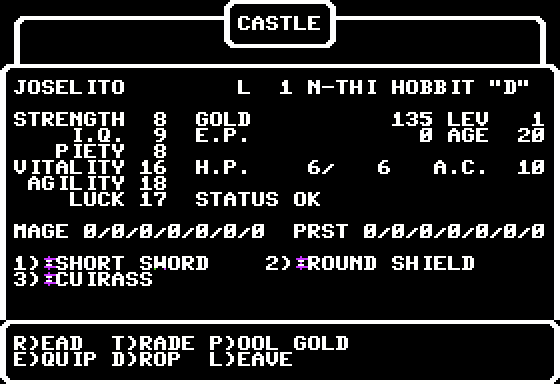 CASTLE
JOSELITO L 1 N-THI HOBBIT "D"
STRENGTH 8 GOLD 135 LEV 1
I.Q. 9 E.P. 0 AGE 20
PIETY 8
VITALITY 16 H.P. 6/ 6 A.C. 10
AGILITY 18
LUCK 17 STATUS OK
MAGE 0/0/0/0/0/0/0 PRST 0/0/0/0/0/0/0
1)‡SHORT SWORD 2)‡ROUND SHIELD
3)‡CUIRASS
R)EAD T)RADE P)OOL GOLD
E)QUIP D)ROP L)EAVE